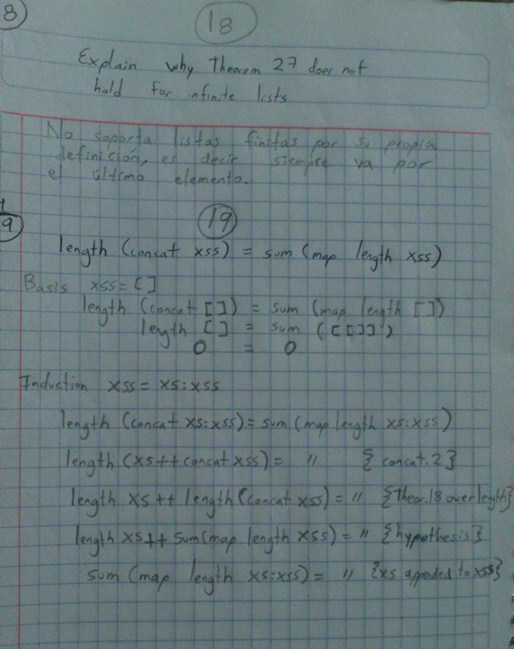 8
18
Explain why Theorem 27 does not
hold for infinite lists
No soporta listas finitas por su propia
definición, es decir siempre va por
el último elemento.
9
19
length (concat xss) = sum (map length xss)
Basis xss = []
length (concat []) = sum (map length [])
length [] = sum ([[]])
0 = 0
Induction xss = xs:xss
length (concat xs:xss) = sum (map length xs:xss)
length (xs ++ concat xss) = " {concat.2}
length xs ++ length (concat xss) = " {Theor.18 over length}
length xs ++ sum (map length xss) = " {hypothesis}
sum (map length xs:xss) = " {xs appended to xss}